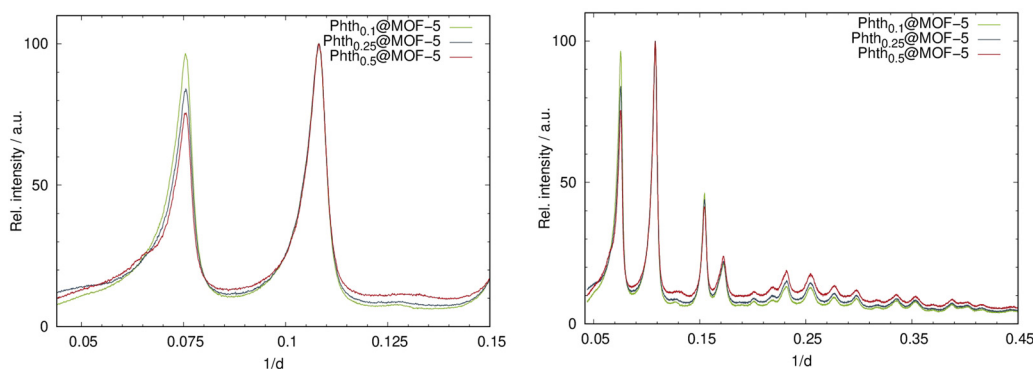 Phth0.1@MOF-5
Phth0.25@MOF-5
Phth0.5@MOF-5
100
50
0
Rel. intensity / a.u.
0.05 0.075 0.1 0.125 0.15
1/d
Phth0.1@MOF-5
Phth0.25@MOF-5
Phth0.5@MOF-5
100
50
0
Rel. intensity / a.u.
0.05 0.15 0.25 0.35 0.45
1/d